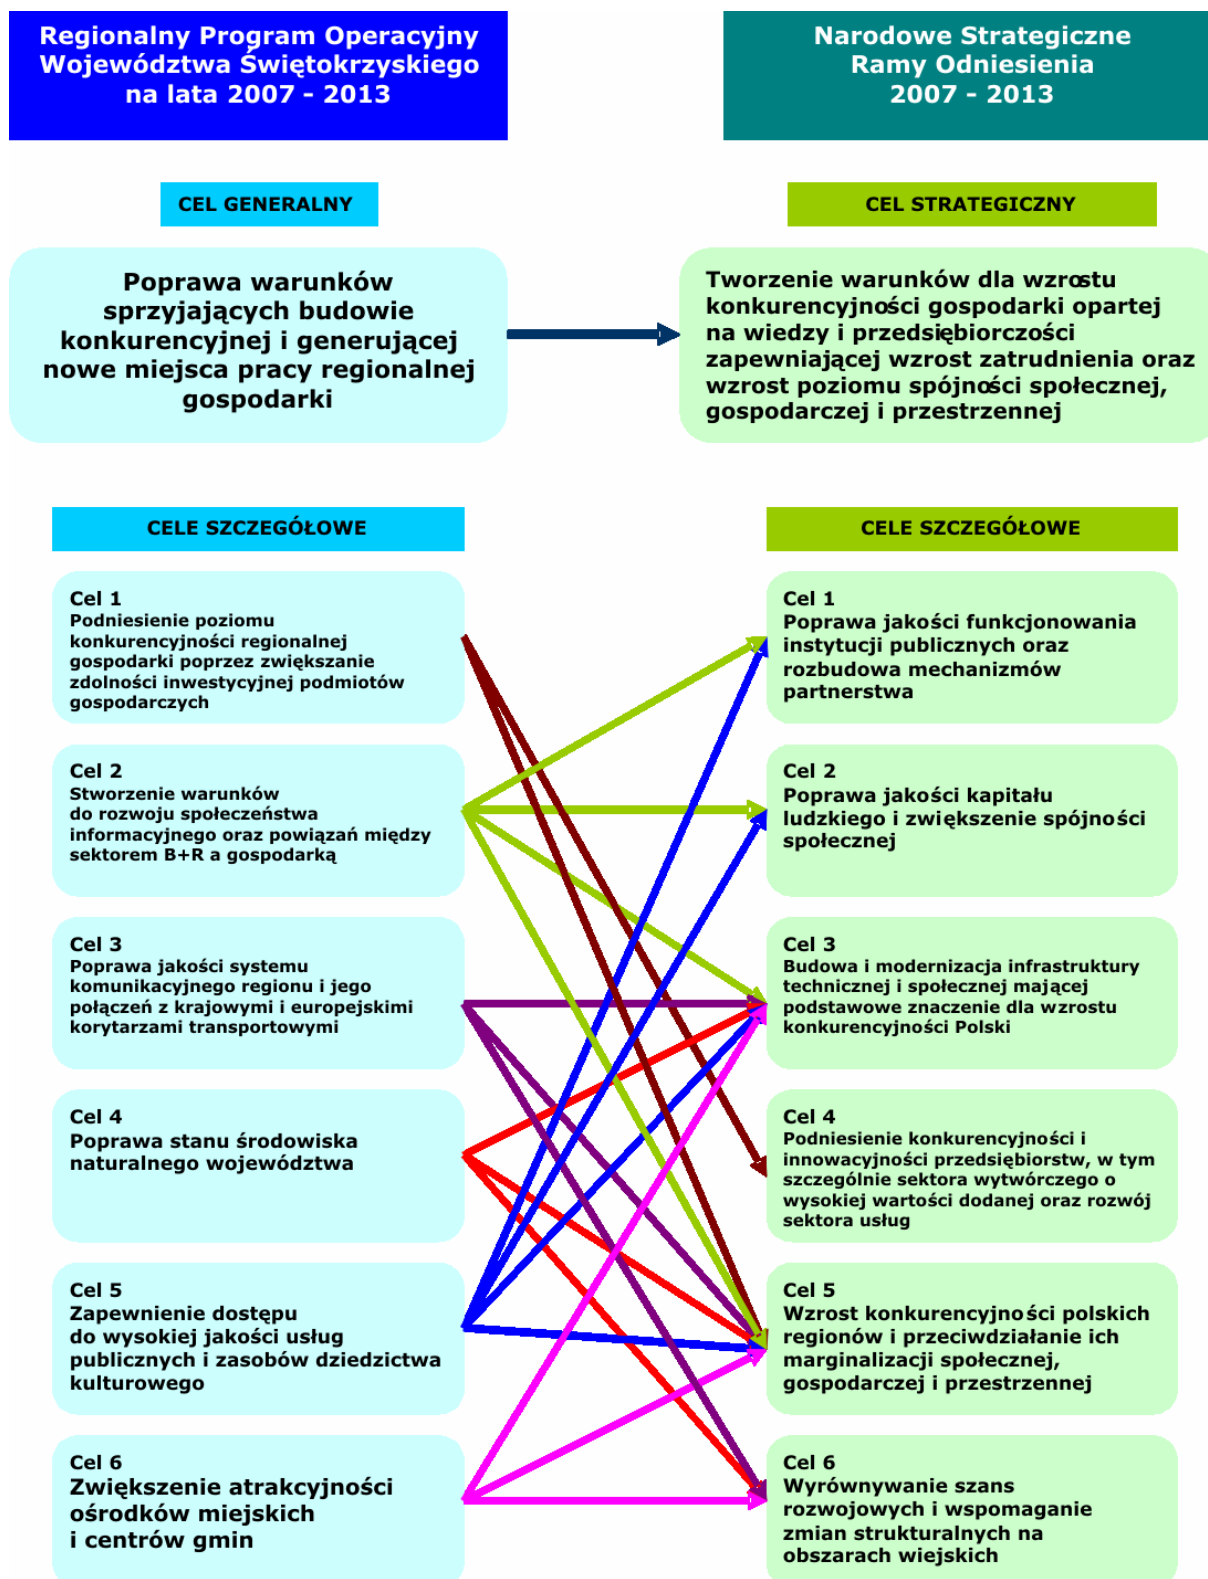 Regionalny Program Operacyjny
Województwa Świętokrzyskiego
na lata 2007 - 2013
Narodowe Strategiczne
Ramy Odniesienia
2007 - 2013
CEL GENERALNY
CEL STRATEGICZNY
Poprawa warunków
sprzyjających budowie
konkurencyjnej i generującej
nowe miejsca pracy regionalnej
gospodarki
Tworzenie warunków dla wzrostu
konkurencyjności gospodarki opartej
na wiedzy i przedsiębiorczości
zapewniającej wzrost zatrudnienia oraz
wzrost poziomu spójności społecznej,
gospodarczej i przestrzennej
CELE SZCZEGÓŁOWE
CELE SZCZEGÓŁOWE
Cel 1
Podniesienie poziomu
konkurencyjności regionalnej
gospodarki poprzez zwiększanie
zdolności inwestycyjnej podmiotów
gospodarczych
Cel 1
Poprawa jakości funkcjonowania
instytucji publicznych oraz
rozbudowa mechanizmów
partnerstwa
Cel 2
Stworzenie warunków
do rozwoju społeczeństwa
informacyjnego oraz powiązań między
sektorem B+R a gospodarką
Cel 2
Poprawa jakości kapitału
ludzkiego i zwiększenie spójności
społecznej
Cel 3
Poprawa jakości systemu
komunikacyjnego regionu i jego
połączeń z krajowymi i europejskimi
korytarzami transportowymi
Cel 3
Budowa i modernizacja infrastruktury
technicznej i społecznej mającej
podstawowe znaczenie dla wzrostu
konkurencyjności Polski
Cel 4
Poprawa stanu środowiska
naturalnego województwa
Cel 4
Podniesienie konkurencyjności i
innowacyjności przedsiębiorstw, w tym
szczególnie sektora wytwórczego o
wysokiej wartości dodanej oraz rozwój
sektora usług
Cel 5
Zapewnienie dostępu
do wysokiej jakości usług
publicznych i zasobów dziedzictwa
kulturowego
Cel 5
Wzrost konkurencyjności polskich
regionów i przeciwdziałanie ich
marginalizacji społecznej,
gospodarczej i przestrzennej
Cel 6
Zwiększenie atrakcyjności
ośrodków miejskich
i centrów gmin
Cel 6
Wyrównywanie szans
rozwojowych i wspomaganie
zmian strukturalnych na
obszarach wiejskich